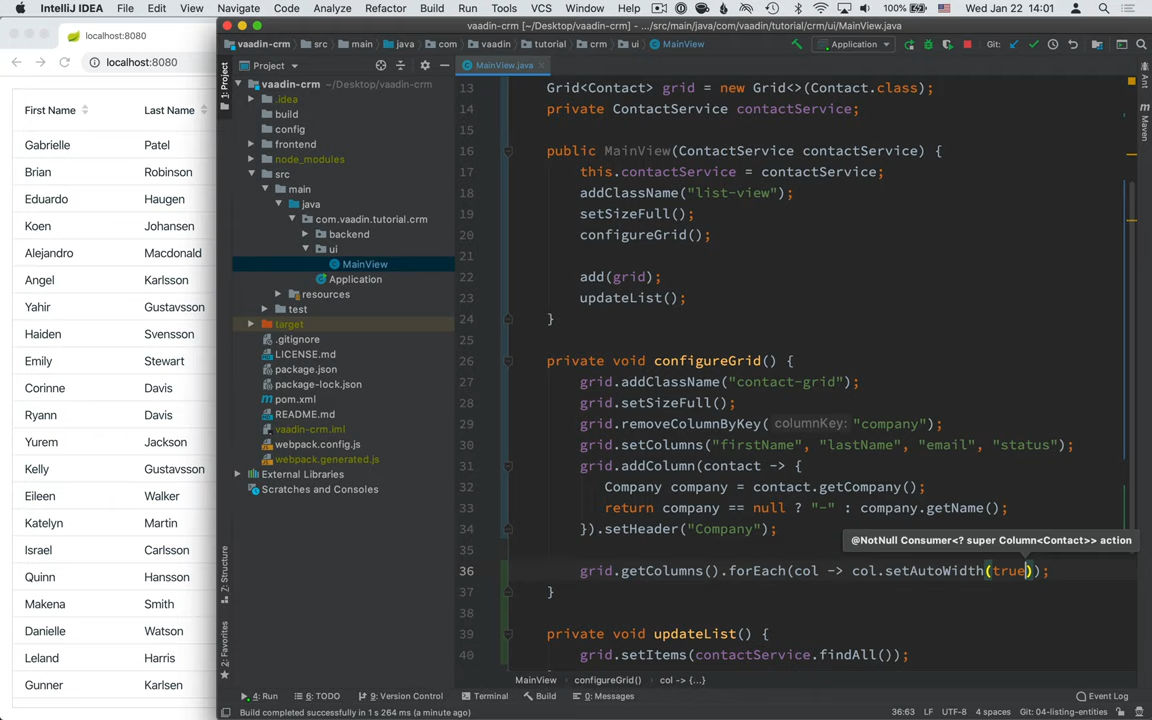 IntelliJ IDEA File Edit View Navigate Code Analyze Refactor Build Run Tools VCS Window Help 100% Wed Jan 22 14:01
localhost:8080
localhost:8080
First Name Last Name
Gabrielle Patel
Brian Robinson
Eduardo Haugen
Koen Johansen
Alejandro Macdonald
Angel Karlsson
Yahir Gustavsson
Haiden Svensson
Emily Stewart
Corinne Davis
Ryann Davis
Yurem Jackson
Kelly Gustavsson
Eileen Walker
Katelyn Martin
Israel Carlsson
Quinn Hansson
Makena Smith
Danielle Watson
Leland Harris
Gunner Karlsen
vaadin-crm [~/Desktop/vaadin-crm] - .../src/main/java/com/vaadin/tutorial/crm/ui/MainView.java
vaadin-crm src main java com vaadin tutorial crm ui MainView Application Git:
1: Project
7: Structure
2: Favorites
Project
vaadin-crm ~/Desktop/vaadin-crm
.idea
build
config
frontend
node_modules
src
main
java
com.vaadin.tutorial.crm
backend
ui
MainView
Application
resources
test
target
.gitignore
LICENSE.md
package.json
package-lock.json
pom.xml
README.md
vaadin-crm.iml
webpack.config.js
webpack.generated.js
External Libraries
Scratches and Consoles
MainView.java
13 Grid<Contact> grid = new Grid<>(Contact.class);
14 private ContactService contactService;
15
16 public MainView(ContactService contactService) {
17 this.contactService = contactService;
18 addClassName("list-view");
19 setSizeFull();
20 configureGrid();
21
22 add(grid);
23 updateList();
24 }
25
26 private void configureGrid() {
27 grid.addClassName("contact-grid");
28 grid.setSizeFull();
29 grid.removeColumnByKey( columnKey: "company");
30 grid.setColumns("firstName", "lastName", "email", "status");
31 grid.addColumn(contact -> {
32 Company company = contact.getCompany();
33 return company == null ? "-" : company.getName();
34 }).setHeader("Company");
35
@NotNull Consumer<? super Column<Contact>> action
36 grid.getColumns().forEach(col -> col.setAutoWidth(true));
37 }
38
39 private void updateList() {
40 grid.setItems(contactService.findAll());
MainView configureGrid() col -> {...}
Ant
Maven
4: Run 6: TODO 9: Version Control Terminal Build 0: Messages Event Log
Build completed successfully in 1 s 264 ms (a minute ago) 36:63 LF UTF-8 4 spaces Git: 04-listing-entities